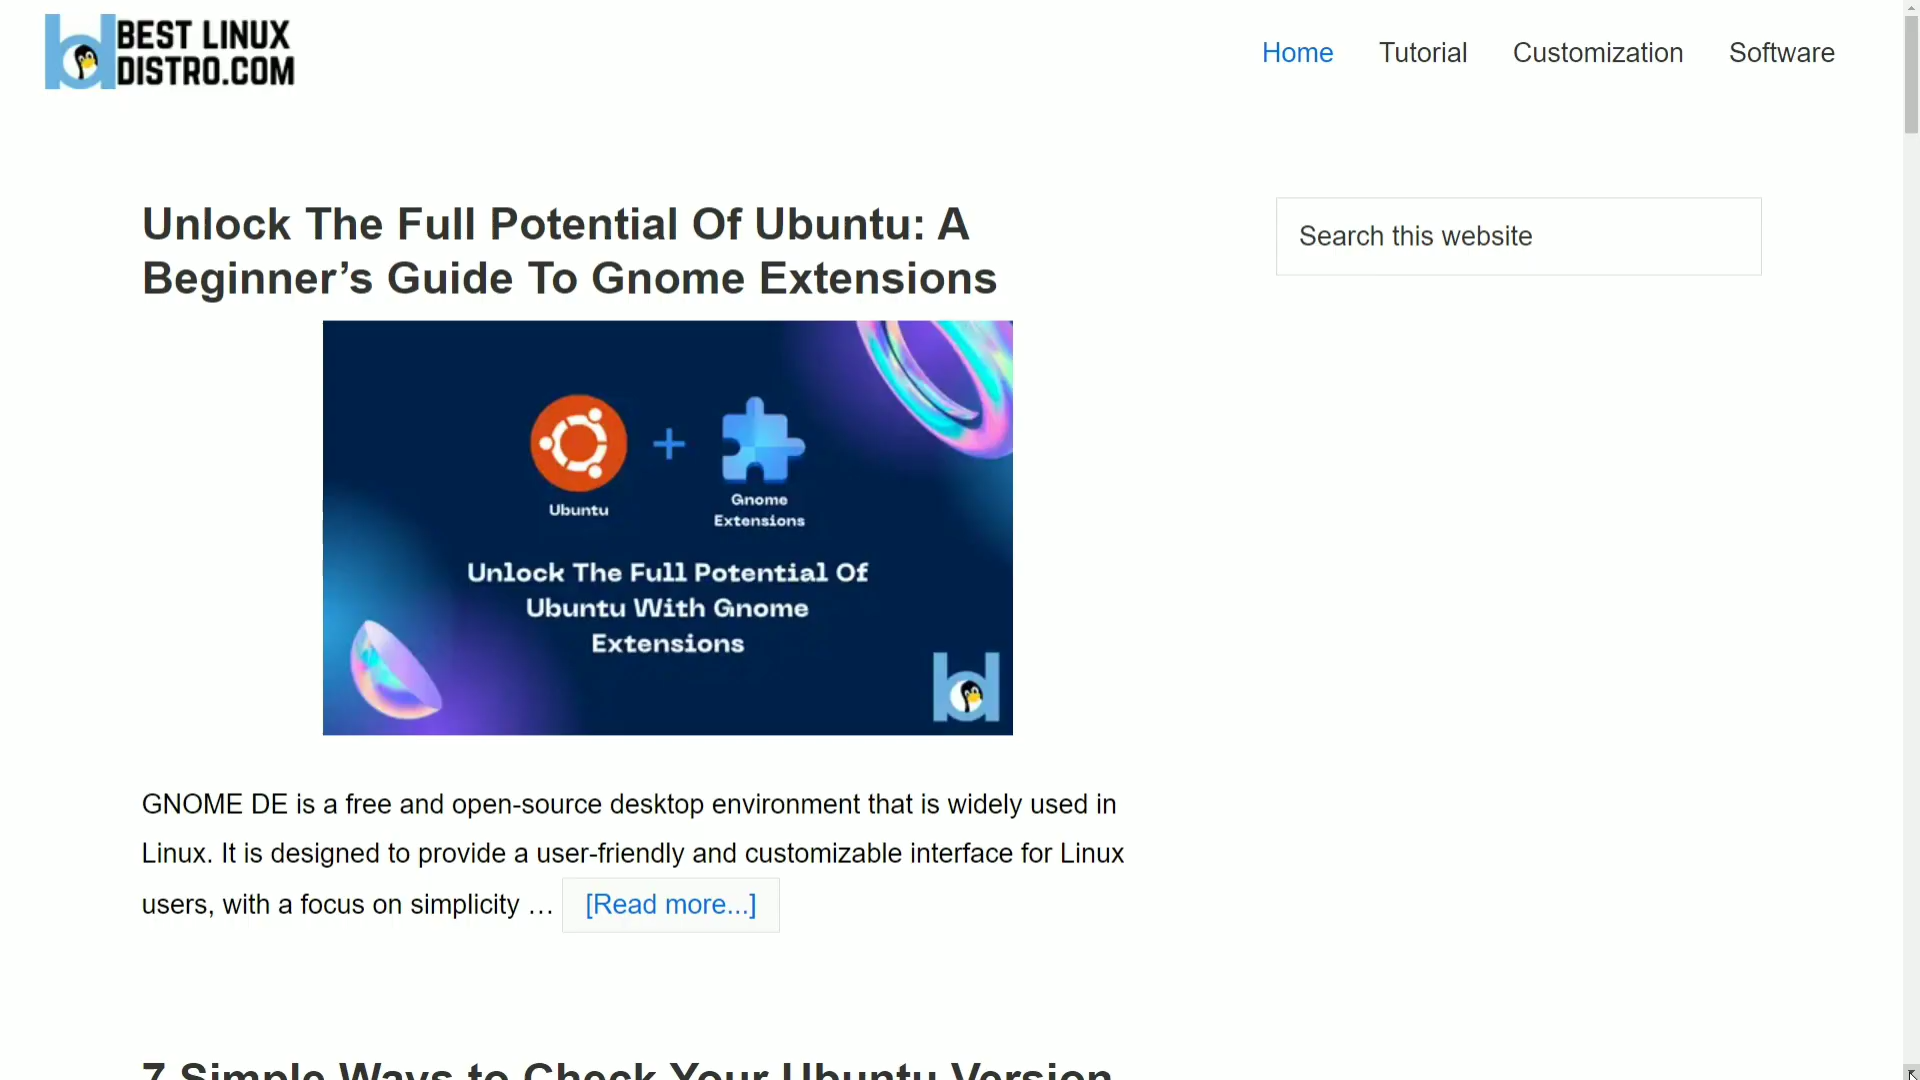 BEST LINUX
DISTRO.COM
Home Tutorial Customization Software
Unlock The Full Potential Of Ubuntu: A
Beginner’s Guide To Gnome Extensions
Search this website
Ubuntu
+
Gnome
Extensions
Unlock The Full Potential Of
Ubuntu With Gnome
Extensions
GNOME DE is a free and open-source desktop environment that is widely used in
Linux. It is designed to provide a user-friendly and customizable interface for Linux
users, with a focus on simplicity … [Read more...]
7 Simple Ways to Check Your Ubuntu Version